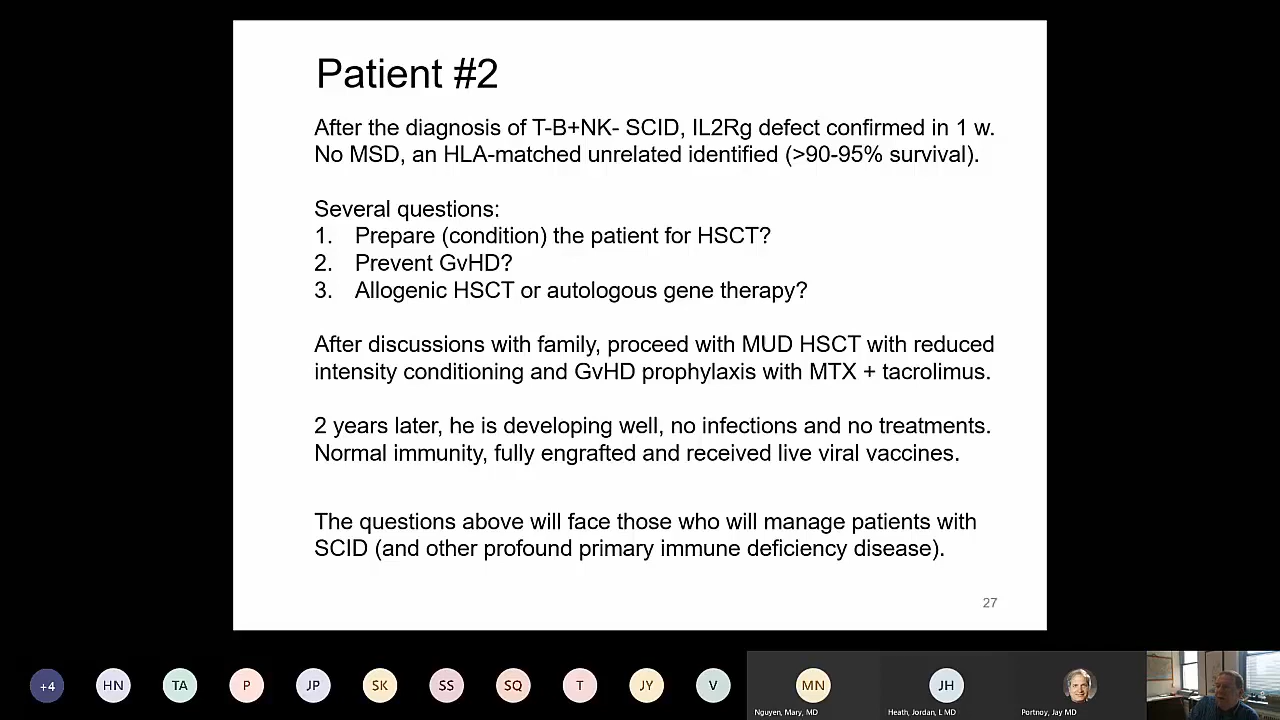 Patient #2
After the diagnosis of T-B+NK- SCID, IL2Rg defect confirmed in 1 w.
No MSD, an HLA-matched unrelated identified (>90-95% survival).
Several questions:
1. Prepare (condition) the patient for HSCT?
2. Prevent GvHD?
3. Allogenic HSCT or autologous gene therapy?
After discussions with family, proceed with MUD HSCT with reduced
intensity conditioning and GvHD prophylaxis with MTX + tacrolimus.
2 years later, he is developing well, no infections and no treatments.
Normal immunity, fully engrafted and received live viral vaccines.
The questions above will face those who will manage patients with
SCID (and other profound primary immune deficiency disease).
27
+4 HN TA P JP SK SS SQ T JY V MN JH
Nguyen, Mary, MD Heath, Jordan, L MD Portnoy, Jay MD